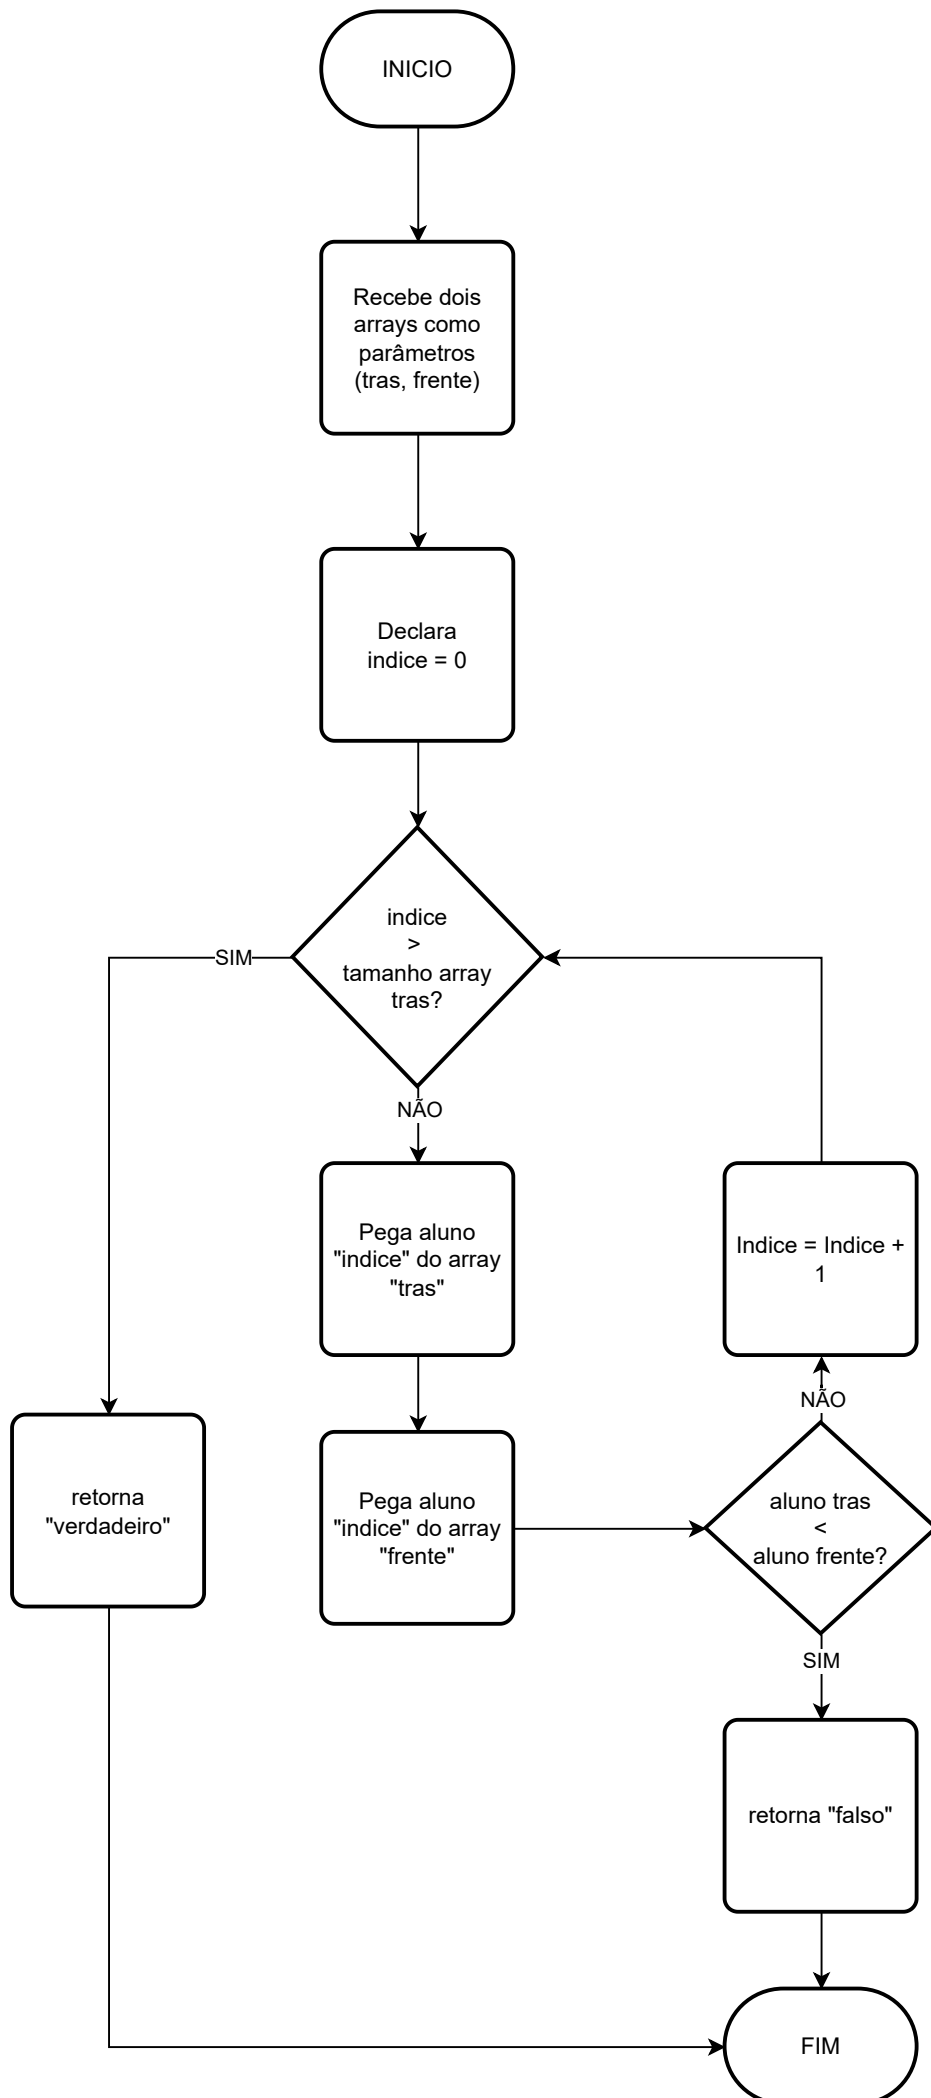 INICIO
Recebe dois
arrays como
parâmetros
(tras, frente)
Declara
indice = 0
indice
>
tamanho array
tras?
SIM
NÃO
Pega aluno
"indice" do array
"tras"
Indice = Indice +
1
NÃO
Pega aluno
"indice" do array
"frente"
aluno tras
<
aluno frente?
retorna
"verdadeiro"
SIM
retorna "falso"
FIM